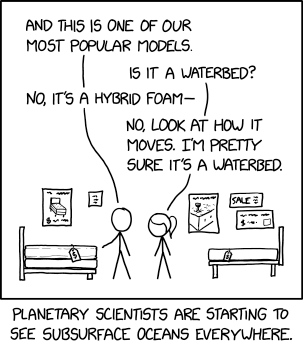 AND THIS IS ONE OF OUR
MOST POPULAR MODELS.
IS IT A WATERBED?
NO, IT'S A HYBRID FOAM—
NO, LOOK AT HOW IT
MOVES. I'M PRETTY
SURE IT'S A WATERBED.
SALE
$
$
PLANETARY SCIENTISTS ARE STARTING TO
SEE SUBSURFACE OCEANS EVERYWHERE.